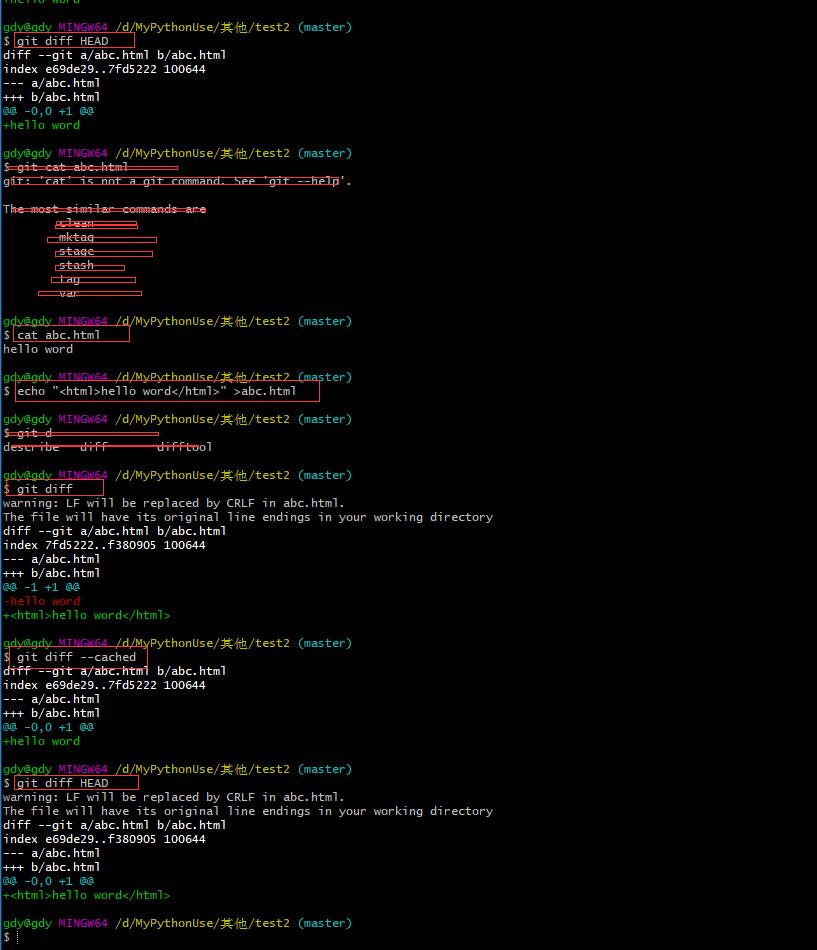 hello word
gdy@gdy MINGW64 /d/MyPythonUse/其他/test2 (master)
$ git diff HEAD
diff --git a/abc.html b/abc.html
index e69de29..7fd5222 100644
--- a/abc.html
+++ b/abc.html
@@ -0,0 +1 @@
+hello word
gdy@gdy MINGW64 /d/MyPythonUse/其他/test2 (master)
$ git cat abc.html
git: 'cat' is not a git command. See 'git --help'.
The most similar commands are
clean
mktag
stage
stash
tag
var
gdy@gdy MINGW64 /d/MyPythonUse/其他/test2 (master)
$ cat abc.html
hello word
gdy@gdy MINGW64 /d/MyPythonUse/其他/test2 (master)
$ echo "<html>hello word</html>" >abc.html
gdy@gdy MINGW64 /d/MyPythonUse/其他/test2 (master)
$ git d
describe diff difftool
gdy@gdy MINGW64 /d/MyPythonUse/其他/test2 (master)
$ git diff
warning: LF will be replaced by CRLF in abc.html.
The file will have its original line endings in your working directory
diff --git a/abc.html b/abc.html
index 7fd5222..f380905 100644
--- a/abc.html
+++ b/abc.html
@@ -1 +1 @@
-hello word
+<html>hello word</html>
gdy@gdy MINGW64 /d/MyPythonUse/其他/test2 (master)
$ git diff --cached
diff --git a/abc.html b/abc.html
index e69de29..7fd5222 100644
--- a/abc.html
+++ b/abc.html
@@ -0,0 +1 @@
+hello word
gdy@gdy MINGW64 /d/MyPythonUse/其他/test2 (master)
$ git diff HEAD
warning: LF will be replaced by CRLF in abc.html.
The file will have its original line endings in your working directory
diff --git a/abc.html b/abc.html
index e69de29..f380905 100644
--- a/abc.html
+++ b/abc.html
@@ -0,0 +1 @@
+<html>hello word</html>
gdy@gdy MINGW64 /d/MyPythonUse/其他/test2 (master)
$